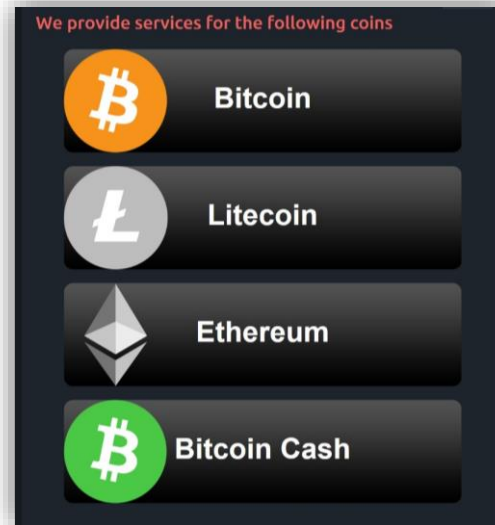 We provide services for the following coins
Bitcoin
Litecoin
Ethereum
Bitcoin Cash